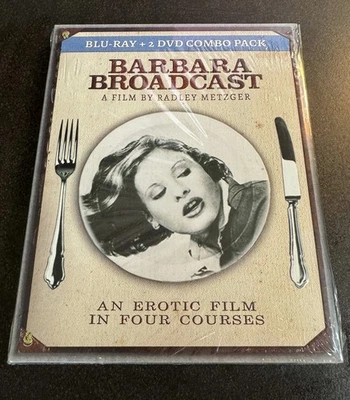 BLU-RAY + 2 DVD COMBO PACK
BARBARA
BROADCAST
A FILM BY RADLEY METZGER
AN EROTIC FILM
IN FOUR COURSES